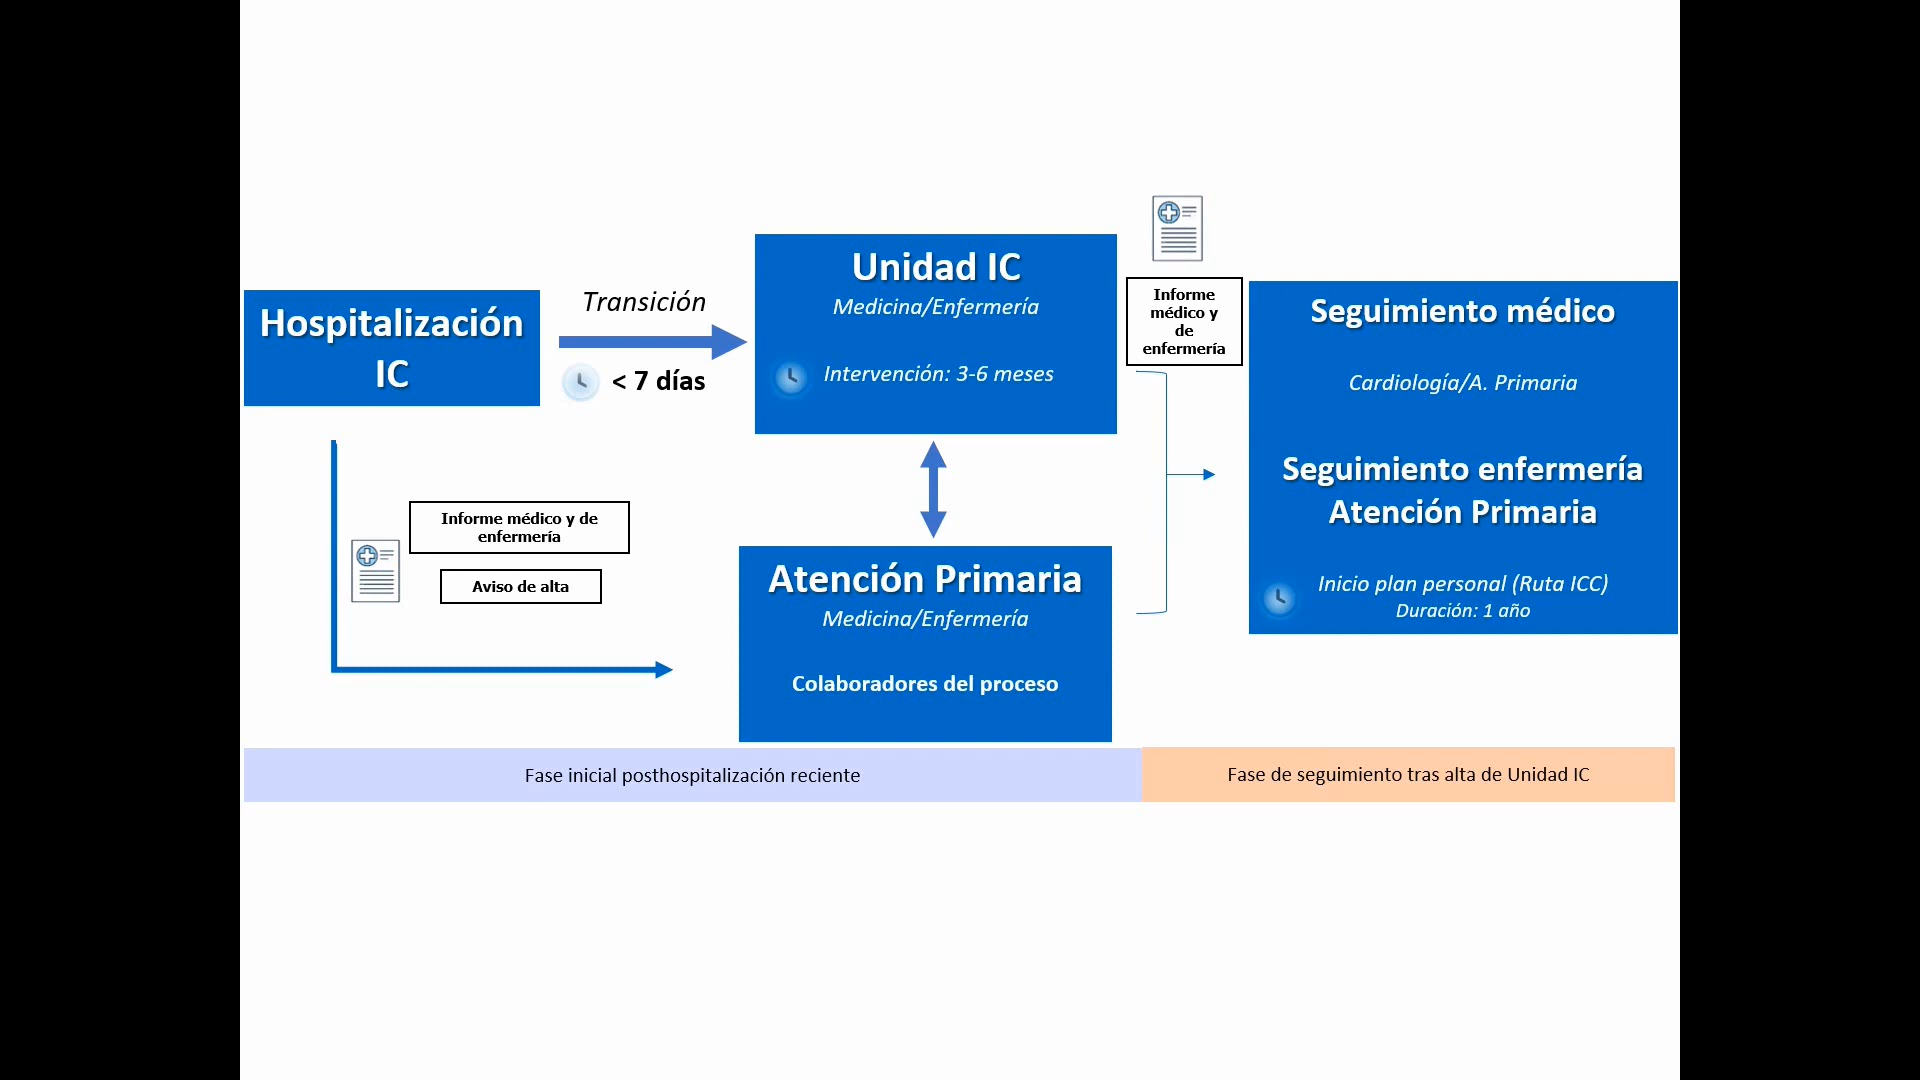 Hospitalización
IC
Transición
< 7 días
Unidad IC
Medicina/Enfermería
Intervención: 3-6 meses
Informe
médico y
de
enfermería
Informe médico y de
enfermería
Aviso de alta
Atención Primaria
Medicina/Enfermería
Colaboradores del proceso
Seguimiento médico
Cardiología/A. Primaria
Seguimiento enfermería
Atención Primaria
Inicio plan personal (Ruta ICC)
Duración: 1 año
Fase inicial posthospitalización reciente
Fase de seguimiento tras alta de Unidad IC